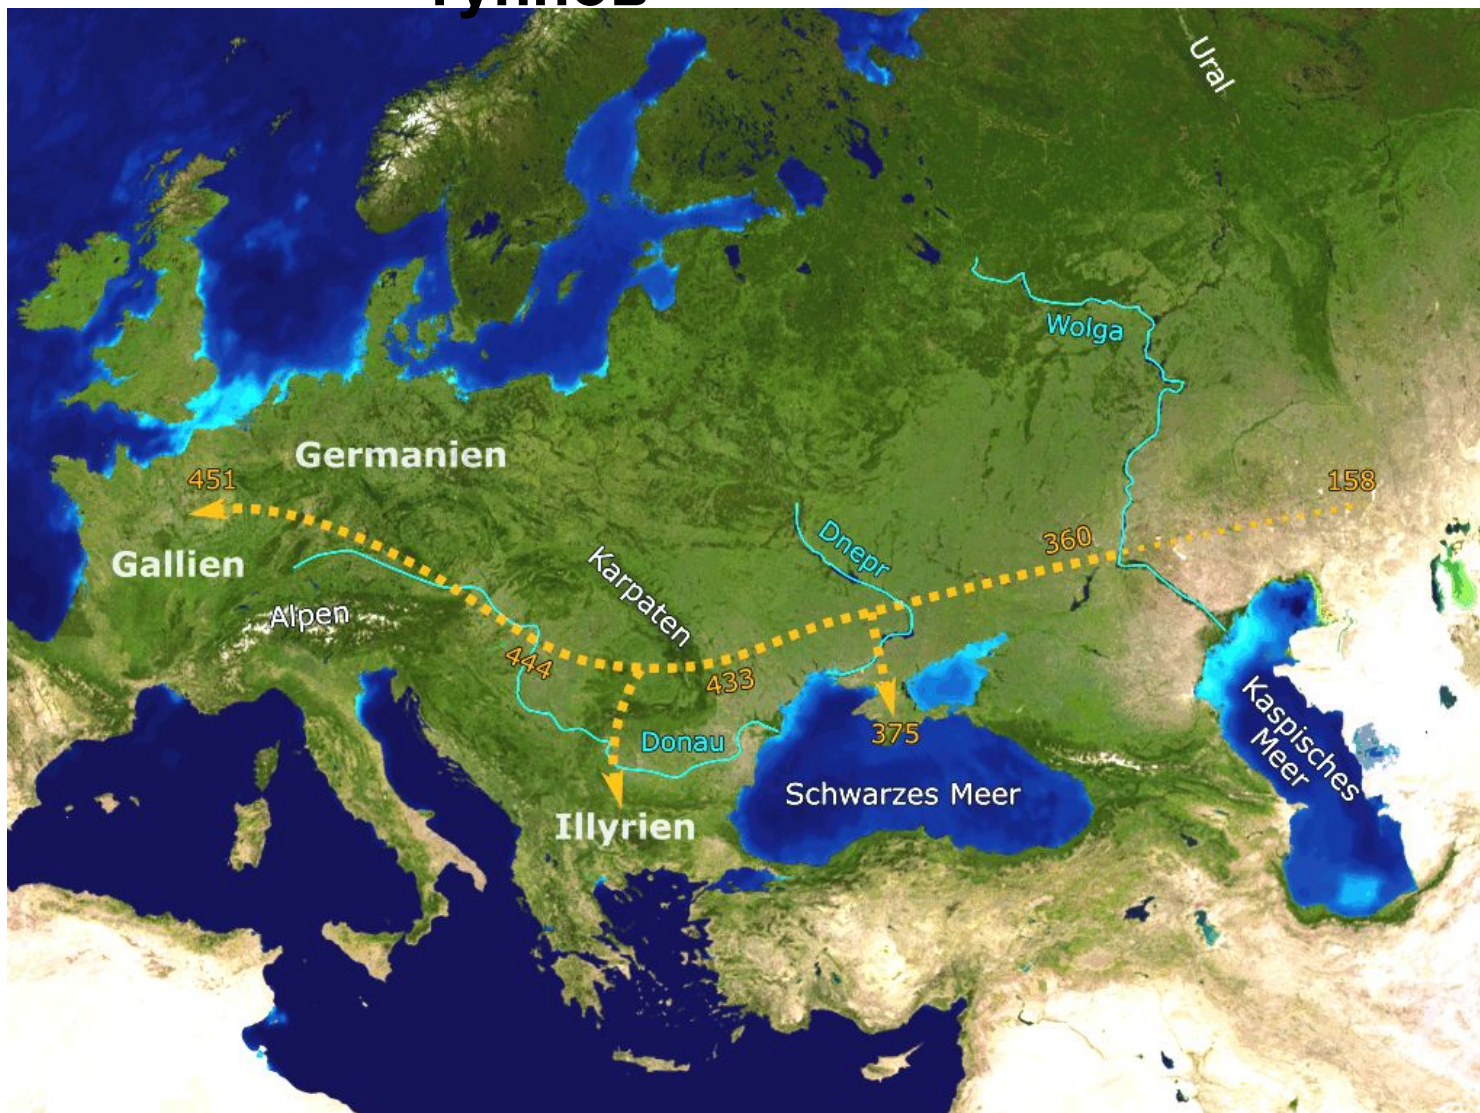 Ural
Wolga
Germanien
451
158
Dnepr
360
Gallien
Karpaten
Alpen
444
433
Donau
375
Kaspisches
Meer
Schwarzes Meer
Illyrien